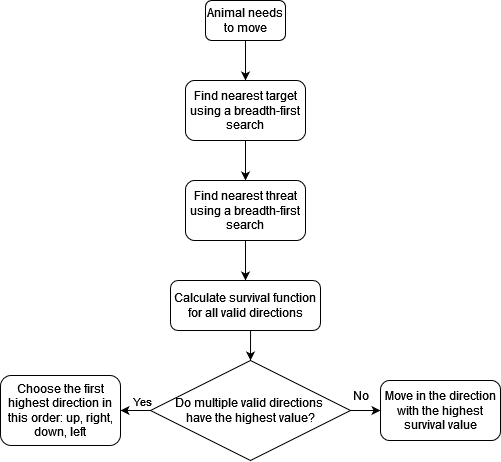 Animal needs
to move
Find nearest target
using a breadth-first
search
Find nearest threat
using a breadth-first
search
Calculate survival function
for all valid directions
Do multiple valid directions
have the highest value?
Yes
Choose the first
highest direction in
this order: up, right,
down, left
No
Move in the direction
with the highest
survival value